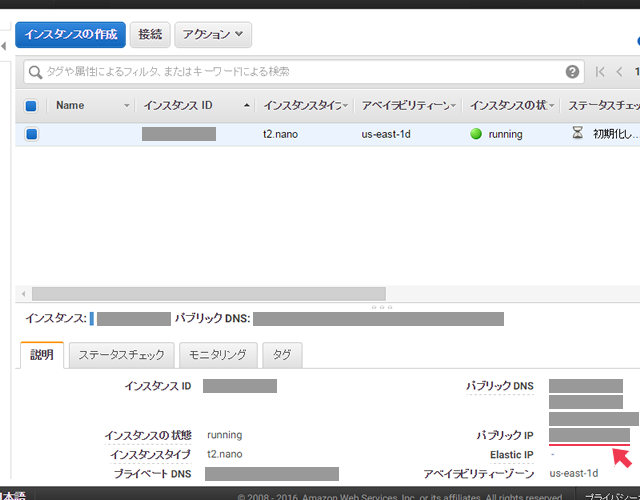 インスタンスの作成 接続 アクション
タグや属性によるフィルタ, またはキーワードによる検索
Name インスタンス ID インスタンスタイプ アベイラビリティーゾーン インスタンスの状 ステータスチェッ
t2.nano us-east-1d running 初期化し...
インスタンス: パブリック DNS:
説明 ステータスチェック モニタリング タグ
インスタンス ID パブリック DNS
インスタンスの状態 running パブリック IP
インスタンスタイプ t2.nano Elastic IP -
プライベート DNS アベイラビリティーゾーン us-east-1d
日本語 © 2008 - 2016, Amazon Web Services, Inc. or its affiliates. All rights reserved. プライバシー